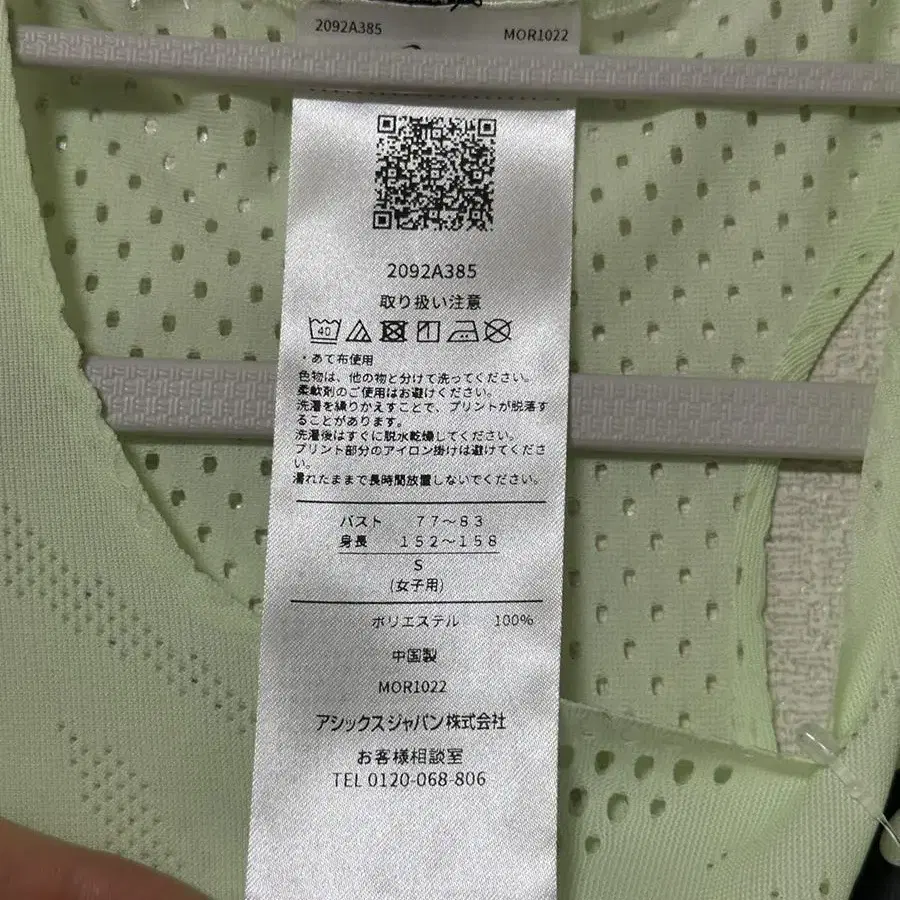 2092A385 MOR1022
2092A385
取り扱い注意
40
・あて布使用
色物は、他の物と分けて洗ってください。
柔軟剤のご使用はお避けください。
洗濯を繰りかえすことで、プリントが脱落す
ることがあります。
洗濯後はすぐに脱水乾燥してください。
プリント部分のアイロン掛けは避けてくださ
い。
濡れたままで長時間放置しないでください。
バスト 77～83
身長 152～158
S
(女子用)
ポリエステル 100%
中国製
MOR1022
アシックスジャパン株式会社
お客様相談室
TEL 0120-068-806